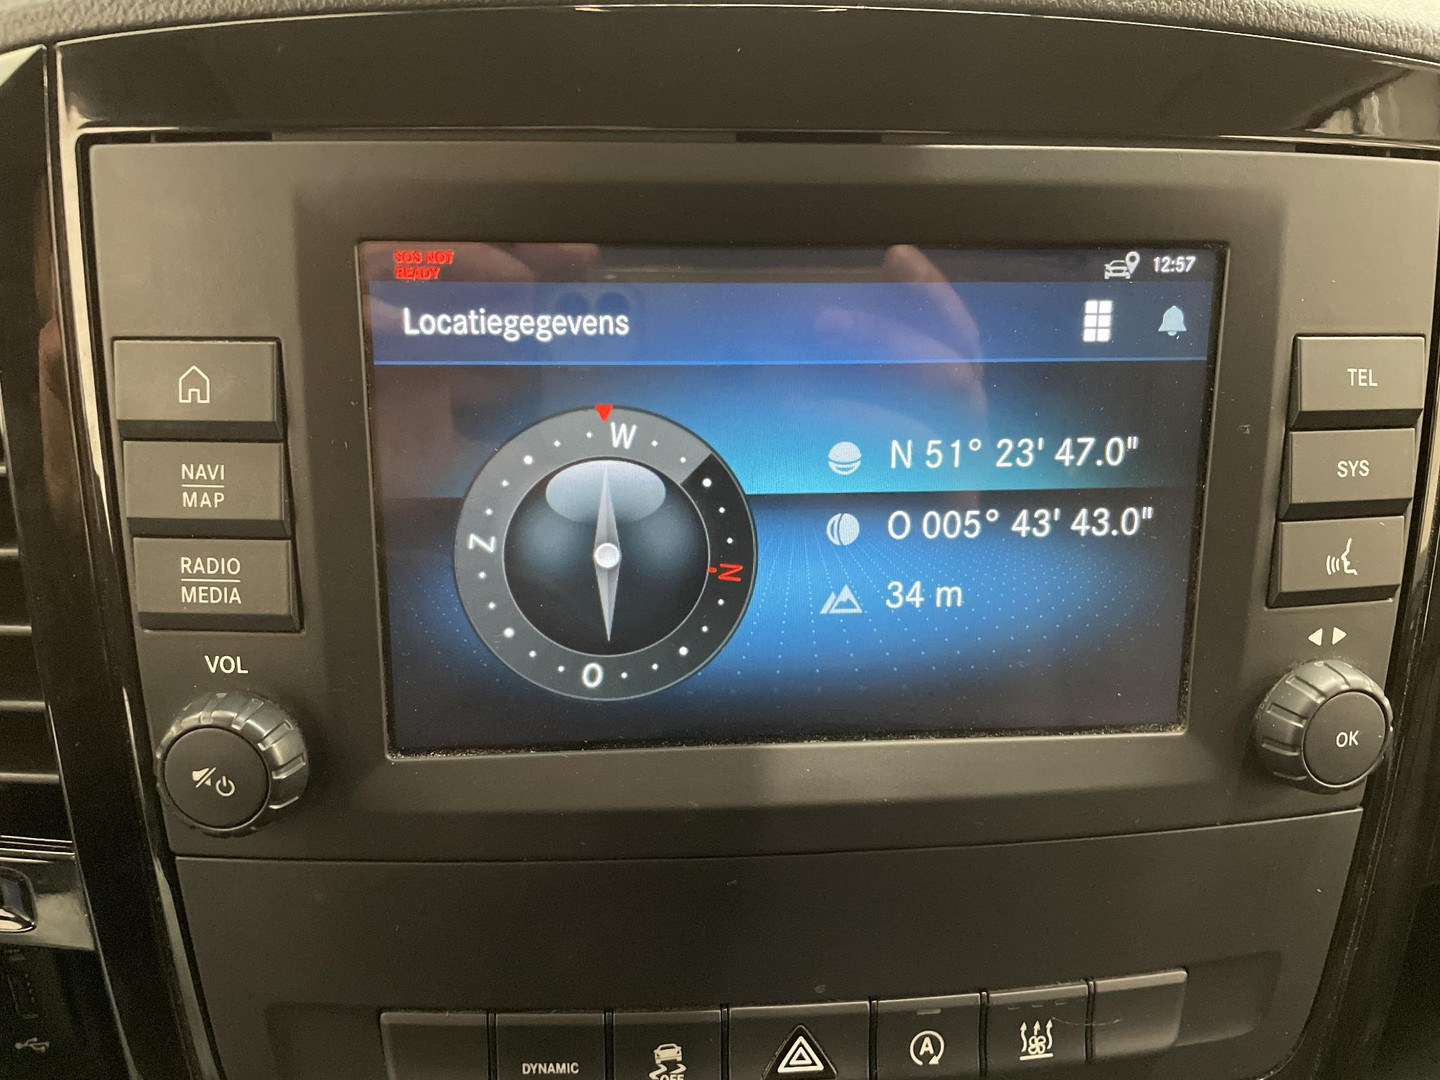 SOS NOT
READY
12:57
Locatiegegevens
W
N
O
Z
N 51° 23' 47.0"
O 005° 43' 43.0"
34 m
NAVI
MAP
RADIO
MEDIA
VOL
TEL
SYS
OK
DYNAMIC
OFF
A